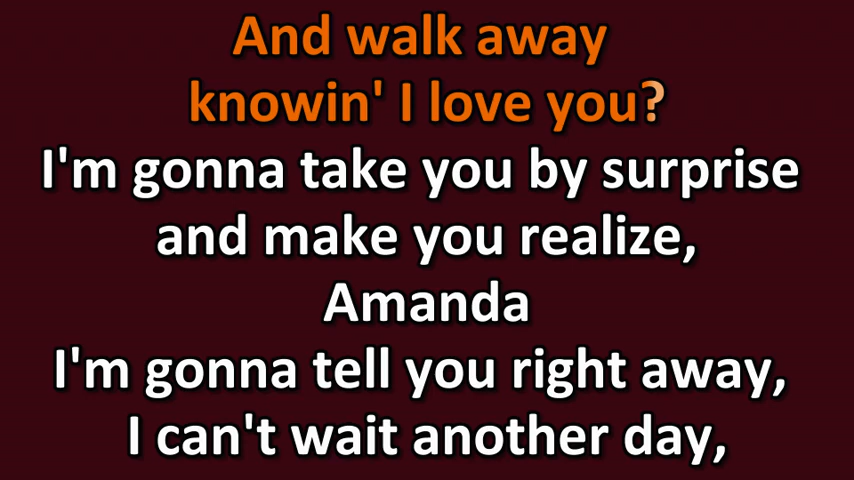 And walk away
knowin' I love you?
I'm gonna take you by surprise
and make you realize,
Amanda
I'm gonna tell you right away,
I can't wait another day,